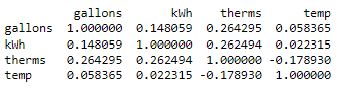 gallons kWh therms temp
gallons 1.000000 0.148059 0.264295 0.058365
kWh 0.148059 1.000000 0.262494 0.022315
therms 0.264295 0.262494 1.000000 -0.178930
temp 0.058365 0.022315 -0.178930 1.000000